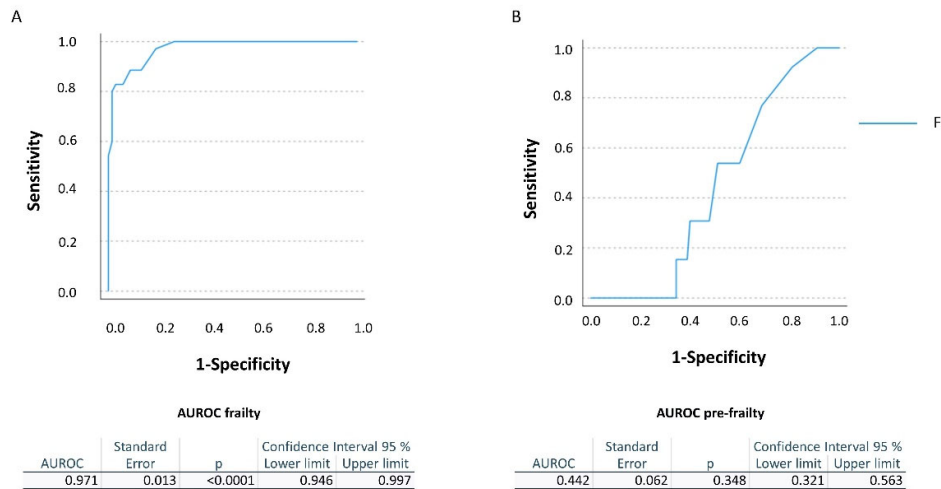 A
1.0
0.8
0.6
0.4
0.2
0.0
Sensitivity
0.0 0.2 0.4 0.6 0.8 1.0
1-Specificity
AUROC frailty
Standard Confidence Interval 95 %
AUROC Error p Lower limit Upper limit
0.971 0.013 <0.0001 0.946 0.997
B
1.0
0.8
0.6
0.4
0.2
0.0
Sensitivity
0.0 0.2 0.4 0.6 0.8 1.0
1-Specificity
F
AUROC pre-frailty
Standard Confidence Interval 95 %
AUROC Error p Lower limit Upper limit
0.442 0.062 0.348 0.321 0.563